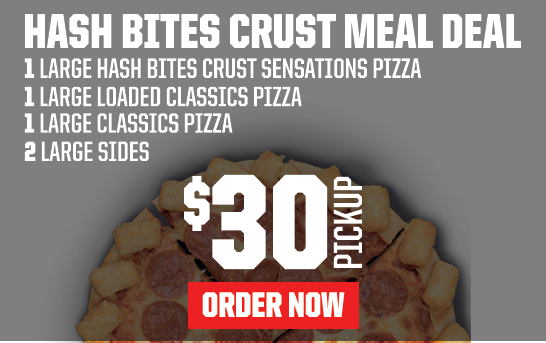 HASH BITES CRUST MEAL DEAL
1 LARGE HASH BITES CRUST SENSATIONS PIZZA
1 LARGE LOADED CLASSICS PIZZA
1 LARGE CLASSICS PIZZA
2 LARGE SIDES
$30 PICKUP
ORDER NOW